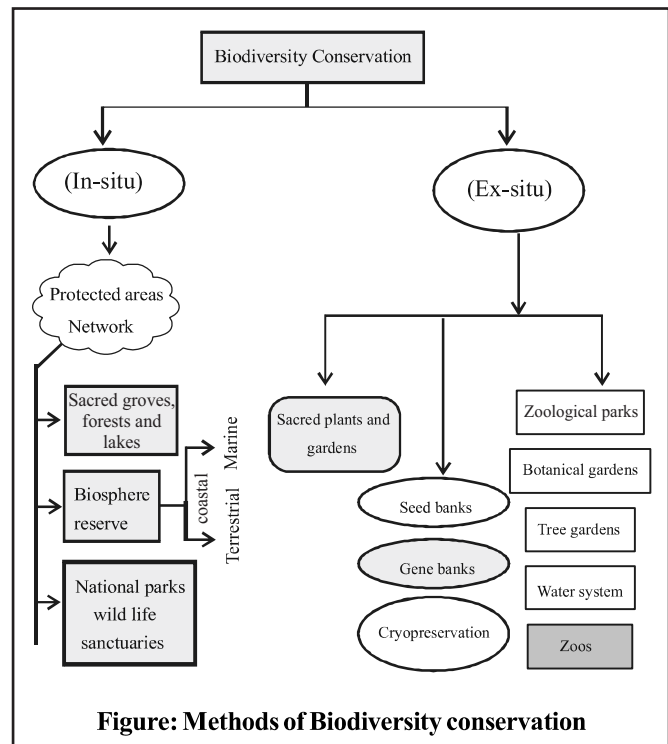 Biodiversity Conservation
(In-situ)
(Ex-situ)
Protected areas
Network
Sacred groves,
forests and
lakes
Biosphere
reserve
Marine
coastal
Terrestrial
National parks
wild life
sanctuaries
Sacred plants and
gardens
Seed banks
Gene banks
Cryopreservation
Zoological parks
Botanical gardens
Tree gardens
Water system
Zoos
Figure: Methods of Biodiversity conservation